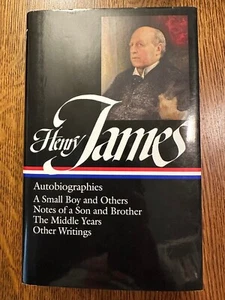 Henry James
Autobiographies
A Small Boy and Others
Notes of a Son and Brother
The Middle Years
Other Writings